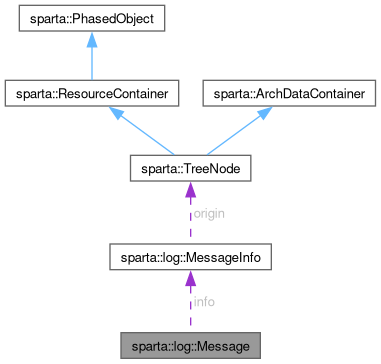 sparta::PhasedObject
sparta::ResourceContainer
sparta::ArchDataContainer
sparta::TreeNode
origin
sparta::log::MessageInfo
info
sparta::log::Message